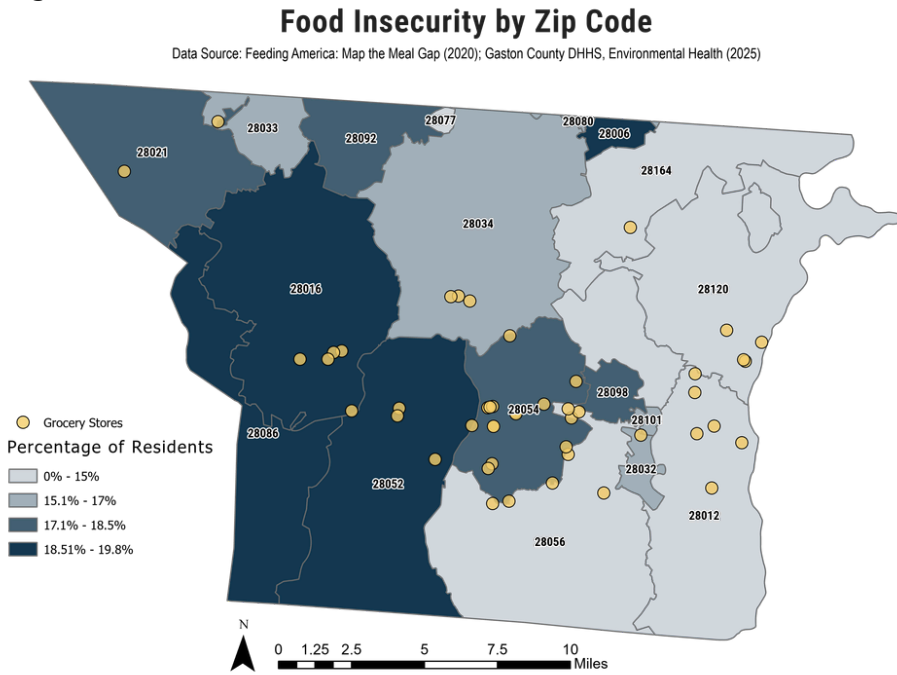 Food Insecurity by Zip Code
Data Source: Feeding America: Map the Meal Gap (2020); Gaston County DHHS, Environmental Health (2025)
28077
28080
28033
28006
28092
28021
28164
28034
28016
28120
28098
28054
28101
28086
28032
28052
28012
28056
Grocery Stores
Percentage of Residents
0% - 15%
15.1% - 17%
17.1% - 18.5%
18.51% - 19.8%
N
0 1.25 2.5 5 7.5 10
Miles